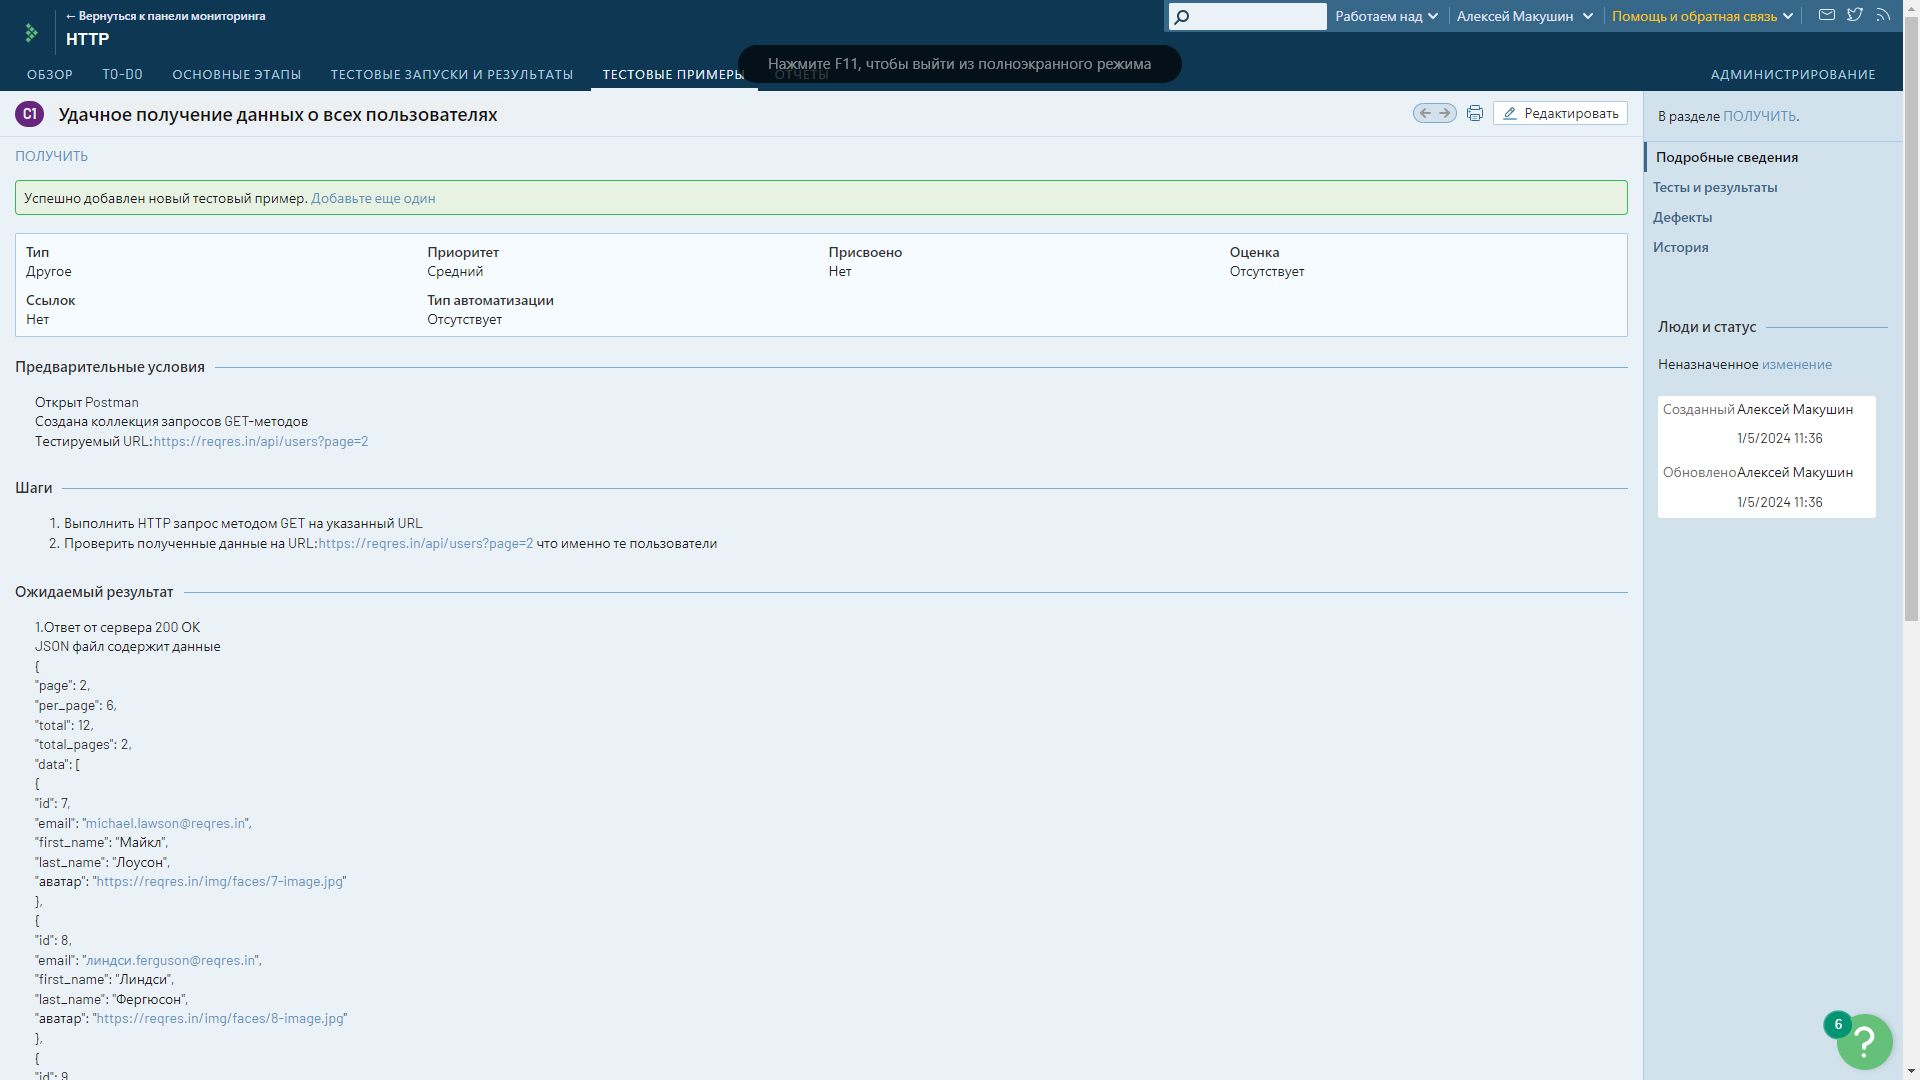 ← Вернуться к панели мониторинга
HTTP
Работаем над
Алексей Макушин
Помощь и обратная связь
Нажмите F11, чтобы выйти из полноэкранного режима
ОБЗОР
TO-DO
ОСНОВНЫЕ ЭТАПЫ
ТЕСТОВЫЕ ЗАПУСКИ И РЕЗУЛЬТАТЫ
ТЕСТОВЫЕ ПРИМЕРЫ
ОТЧЕТЫ
АДМИНИСТРИРОВАНИЕ
C1
Удачное получение данных о всех пользователях
Редактировать
ПОЛУЧИТЬ
Успешно добавлен новый тестовый пример. Добавьте еще один
Тип
Другое
Приоритет
Средний
Присвоено
Нет
Оценка
Отсутствует
Ссылок
Нет
Тип автоматизации
Отсутствует
Предварительные условия
Открыт Postman
Создана коллекция запросов GET-методов
Тестируемый URL:https://reqres.in/api/users?page=2
Шаги
1. Выполнить HTTP запрос методом GET на указанный URL
2. Проверить полученные данные на URL:https://reqres.in/api/users?page=2 что именно те пользователи
Ожидаемый результат
1.Ответ от сервера 200 ОК
JSON файл содержит данные
{
"page": 2,
"per_page": 6,
"total": 12,
"total_pages": 2,
"data": [
{
"id": 7,
"email": "michael.lawson@reqres.in",
"first_name": "Майкл",
"last_name": "Лоусон",
"аватар": "https://reqres.in/img/faces/7-image.jpg"
},
{
"id": 8,
"email": "линдси.ferguson@reqres.in",
"first_name": "Линдси",
"last_name": "Фергюсон",
"аватар": "https://reqres.in/img/faces/8-image.jpg"
},
{
"id": 9,
В разделе ПОЛУЧИТЬ.
Подробные сведения
Тесты и результаты
Дефекты
История
Люди и статус
Неназначенное изменение
Созданный Алексей Макушин
1/5/2024 11:36
Обновлено Алексей Макушин
1/5/2024 11:36
6
?